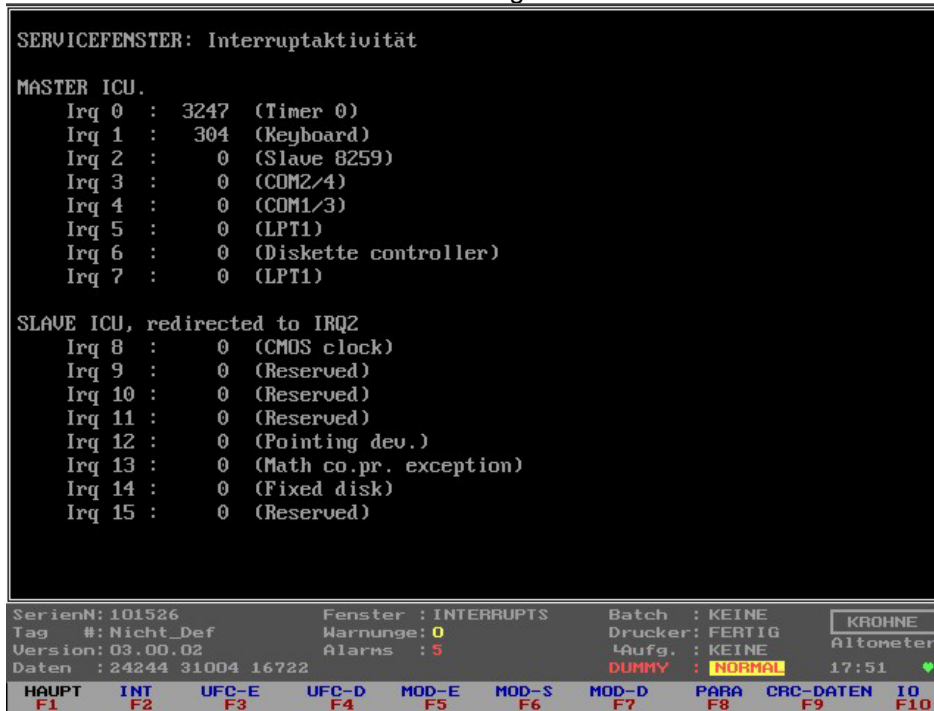 SERVICEFENSTER: Interruptaktivität
MASTER ICU.
Irq 0 : 3247 (Timer 0)
Irq 1 : 304 (Keyboard)
Irq 2 : 0 (Slave 8259)
Irq 3 : 0 (COM2/4)
Irq 4 : 0 (COM1/3)
Irq 5 : 0 (LPT1)
Irq 6 : 0 (Diskette controller)
Irq 7 : 0 (LPT1)
SLAVE ICU, redirected to IRQ2
Irq 8 : 0 (CMOS clock)
Irq 9 : 0 (Reserved)
Irq 10 : 0 (Reserved)
Irq 11 : 0 (Reserved)
Irq 12 : 0 (Pointing dev.)
Irq 13 : 0 (Math co.pr. exception)
Irq 14 : 0 (Fixed disk)
Irq 15 : 0 (Reserved)
SerienN: 101526 Fenster : INTERRUPTS Batch : KEINE KROHNE
Tag #: Nicht_Def Warnunge: 0 Drucker: FERTIG Altometer
Version: 03.00.02 Alarms : 5 └Aufg. : KEINE
Daten : 24244 31004 16722 DUMMY : NORMAL 17:51 ♥
HAUPT INT UFC-E UFC-D MOD-E MOD-S MOD-D PARA CRC-DATEN IO
F1 F2 F3 F4 F5 F6 F7 F8 F9 F10